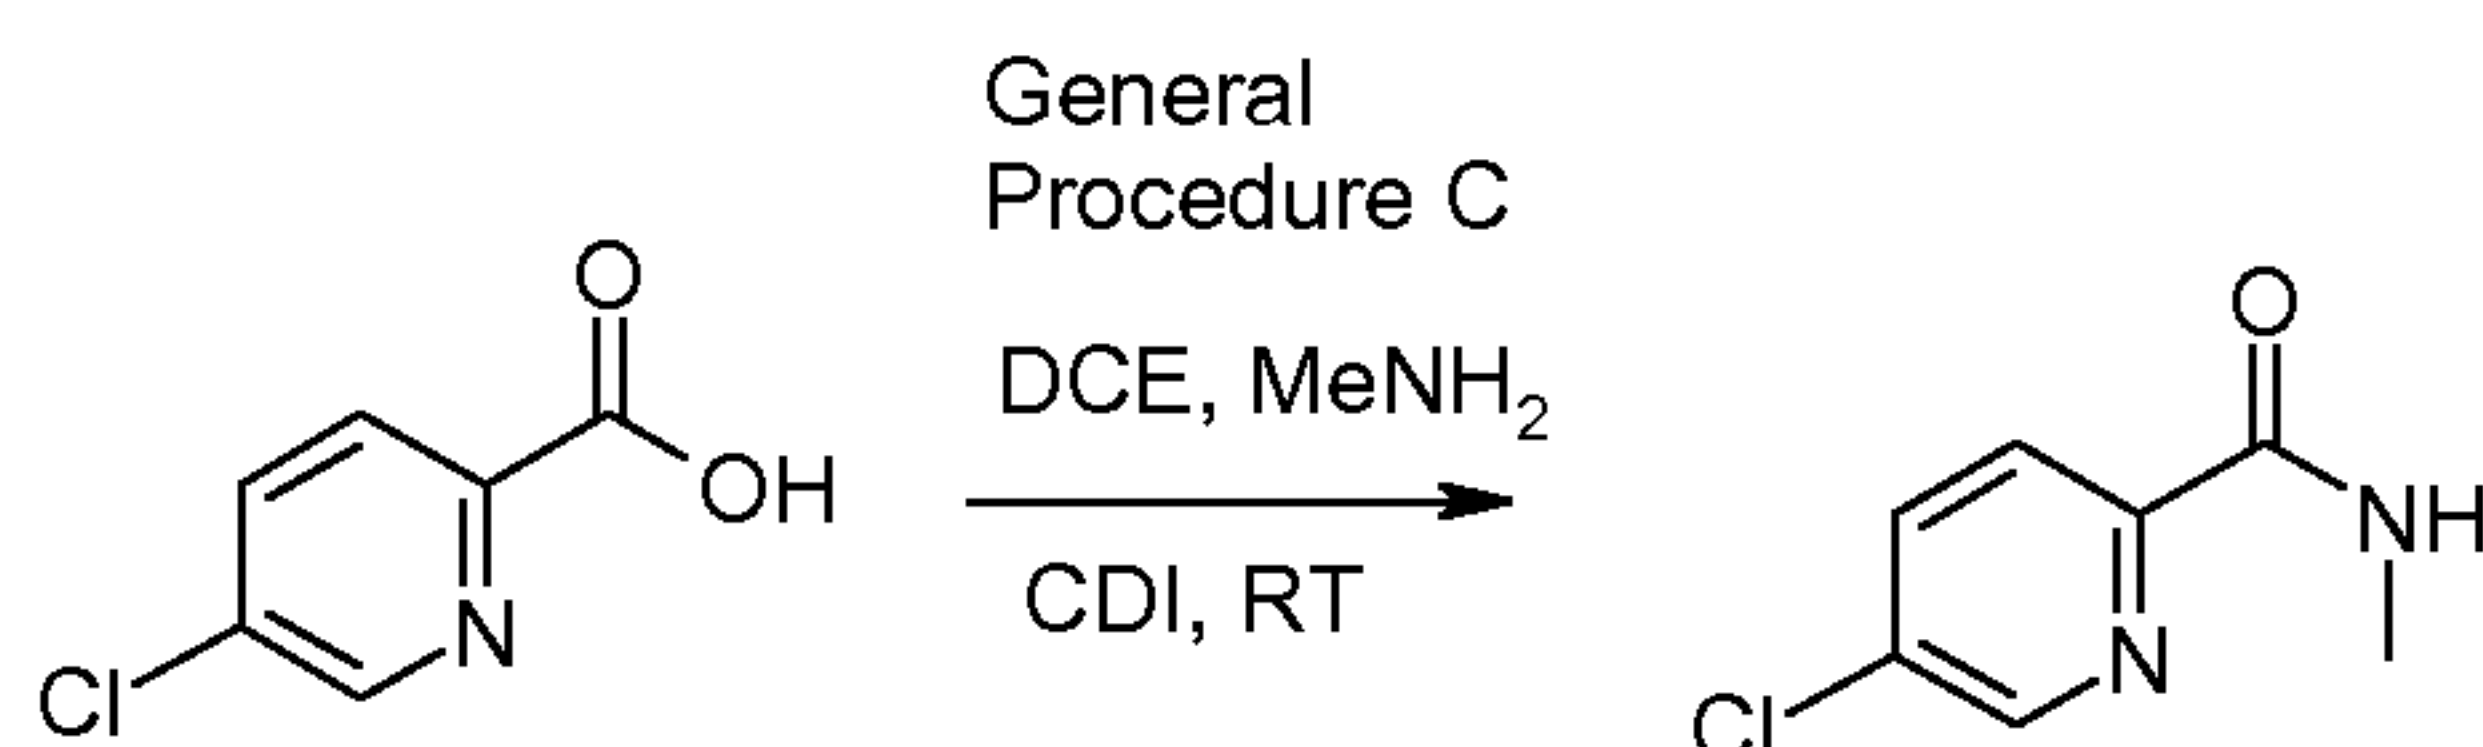 General
Procedure C
O
O
DCE, MeNH₂
OH
NH
CDI, RT
N
N
Cl
Cl